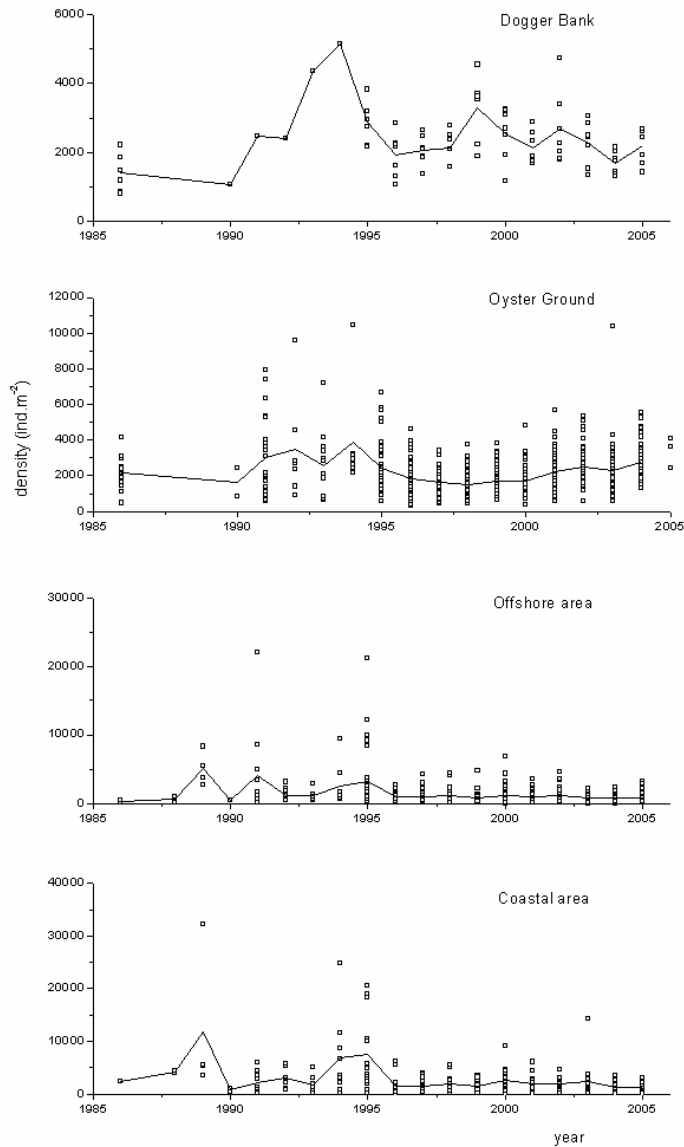 Dogger Bank
6000
4000
2000
0
1985 1990 1995 2000 2005
Oyster Ground
12000
10000
8000
6000
4000
2000
0
1985 1990 1995 2000 2005
density (ind.m-2)
Offshore area
30000
20000
10000
0
1985 1990 1995 2000 2005
Coastal area
40000
30000
20000
10000
0
1985 1990 1995 2000 2005
year